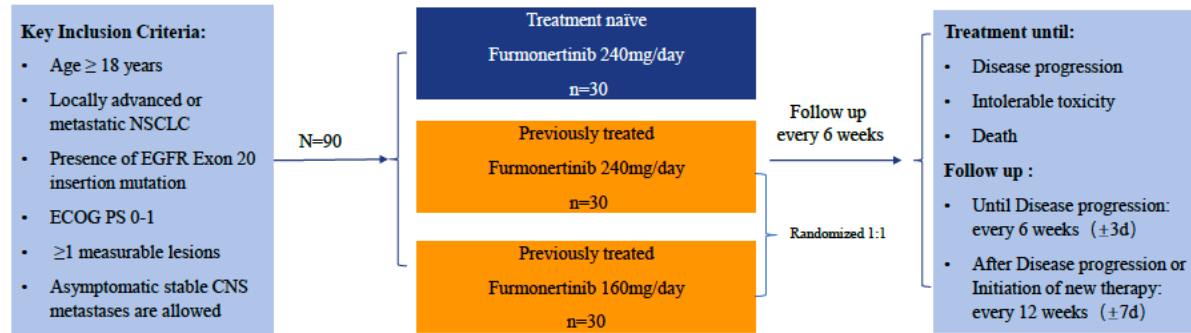 Key Inclusion Criteria:
• Age ≥ 18 years
• Locally advanced or
metastatic NSCLC
• Presence of EGFR Exon 20
insertion mutation
• ECOG PS 0-1
• ≥1 measurable lesions
• Asymptomatic stable CNS
metastases are allowed
N=90
Treatment naïve
Furmonertinib 240mg/day
n=30
Previously treated
Furmonertinib 240mg/day
n=30
Previously treated
Furmonertinib 160mg/day
n=30
Randomized 1:1
Follow up
every 6 weeks
Treatment until:
• Disease progression
• Intolerable toxicity
• Death
Follow up :
• Until Disease progression:
every 6 weeks（±3d）
• After Disease progression or
Initiation of new therapy:
every 12 weeks（±7d）